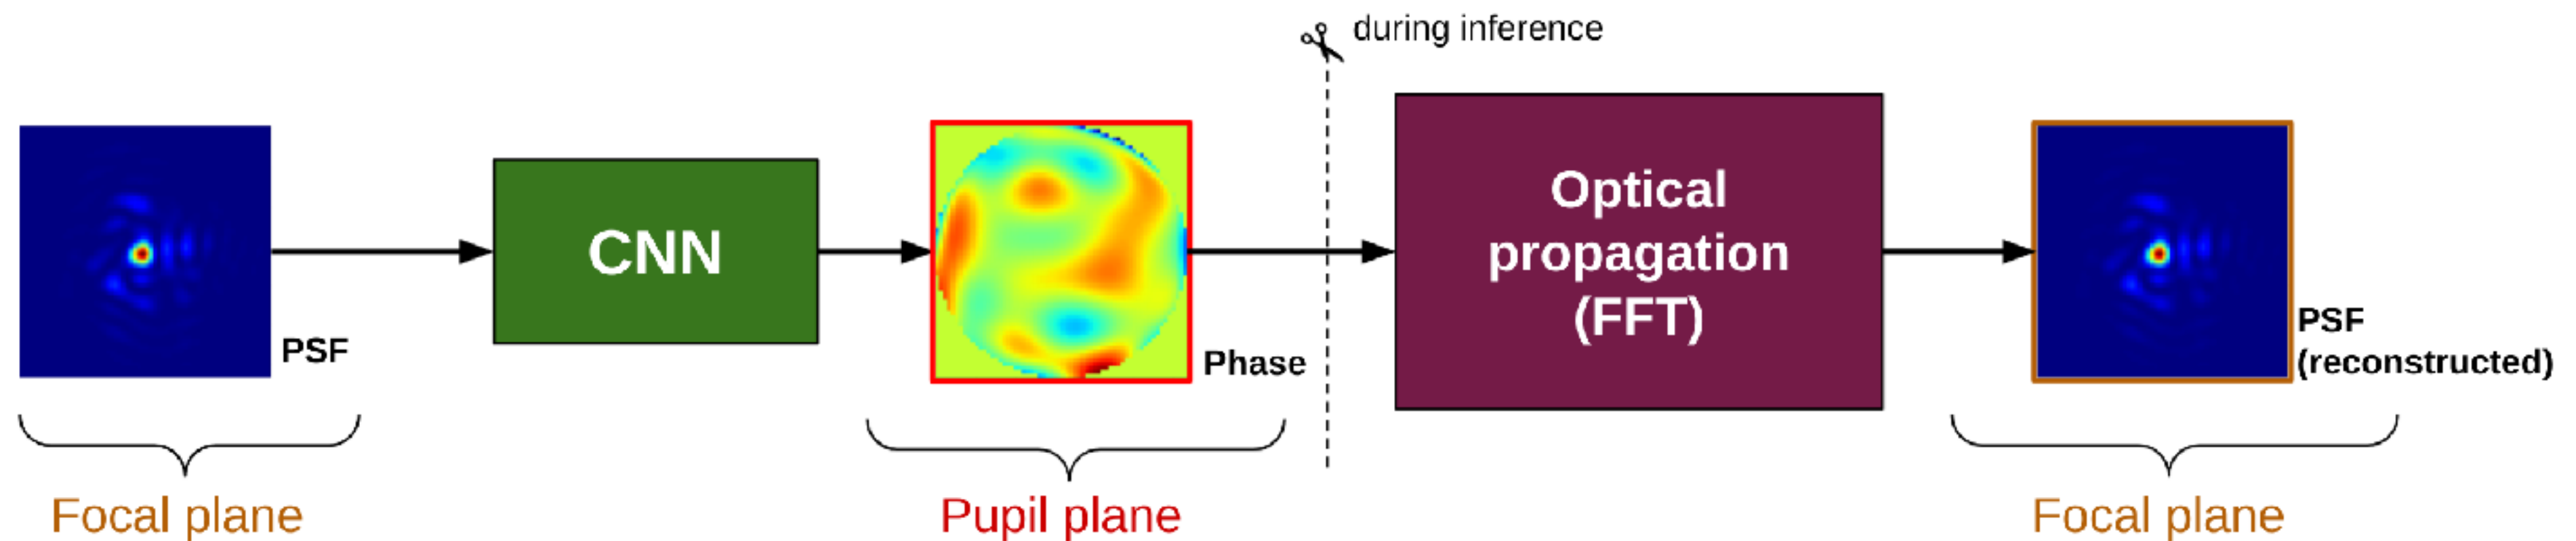 during inference
PSF
CNN
Phase
Optical
propagation
(FFT)
PSF
(reconstructed)
Focal plane
Pupil plane
Focal plane